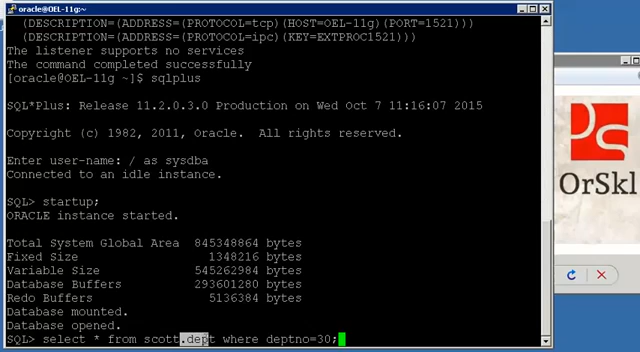 oracle@OEL-11g:~
(DESCRIPTION=(ADDRESS=(PROTOCOL=tcp)(HOST=OEL-11g)(PORT=1521)))
(DESCRIPTION=(ADDRESS=(PROTOCOL=ipc)(KEY=EXTPROC1521)))
The listener supports no services
The command completed successfully
[oracle@OEL-11g ~]$ sqlplus
SQL*Plus: Release 11.2.0.3.0 Production on Wed Oct 7 11:16:07 2015
Copyright (c) 1982, 2011, Oracle.  All rights reserved.
Enter user-name: / as sysdba
Connected to an idle instance.
SQL> startup;
ORACLE instance started.
Total System Global Area  845348864 bytes
Fixed Size                  1348216 bytes
Variable Size             545262984 bytes
Database Buffers          293601280 bytes
Redo Buffers                5136384 bytes
Database mounted.
Database opened.
SQL> select * from scott.dept where deptno=30;
OrSkl